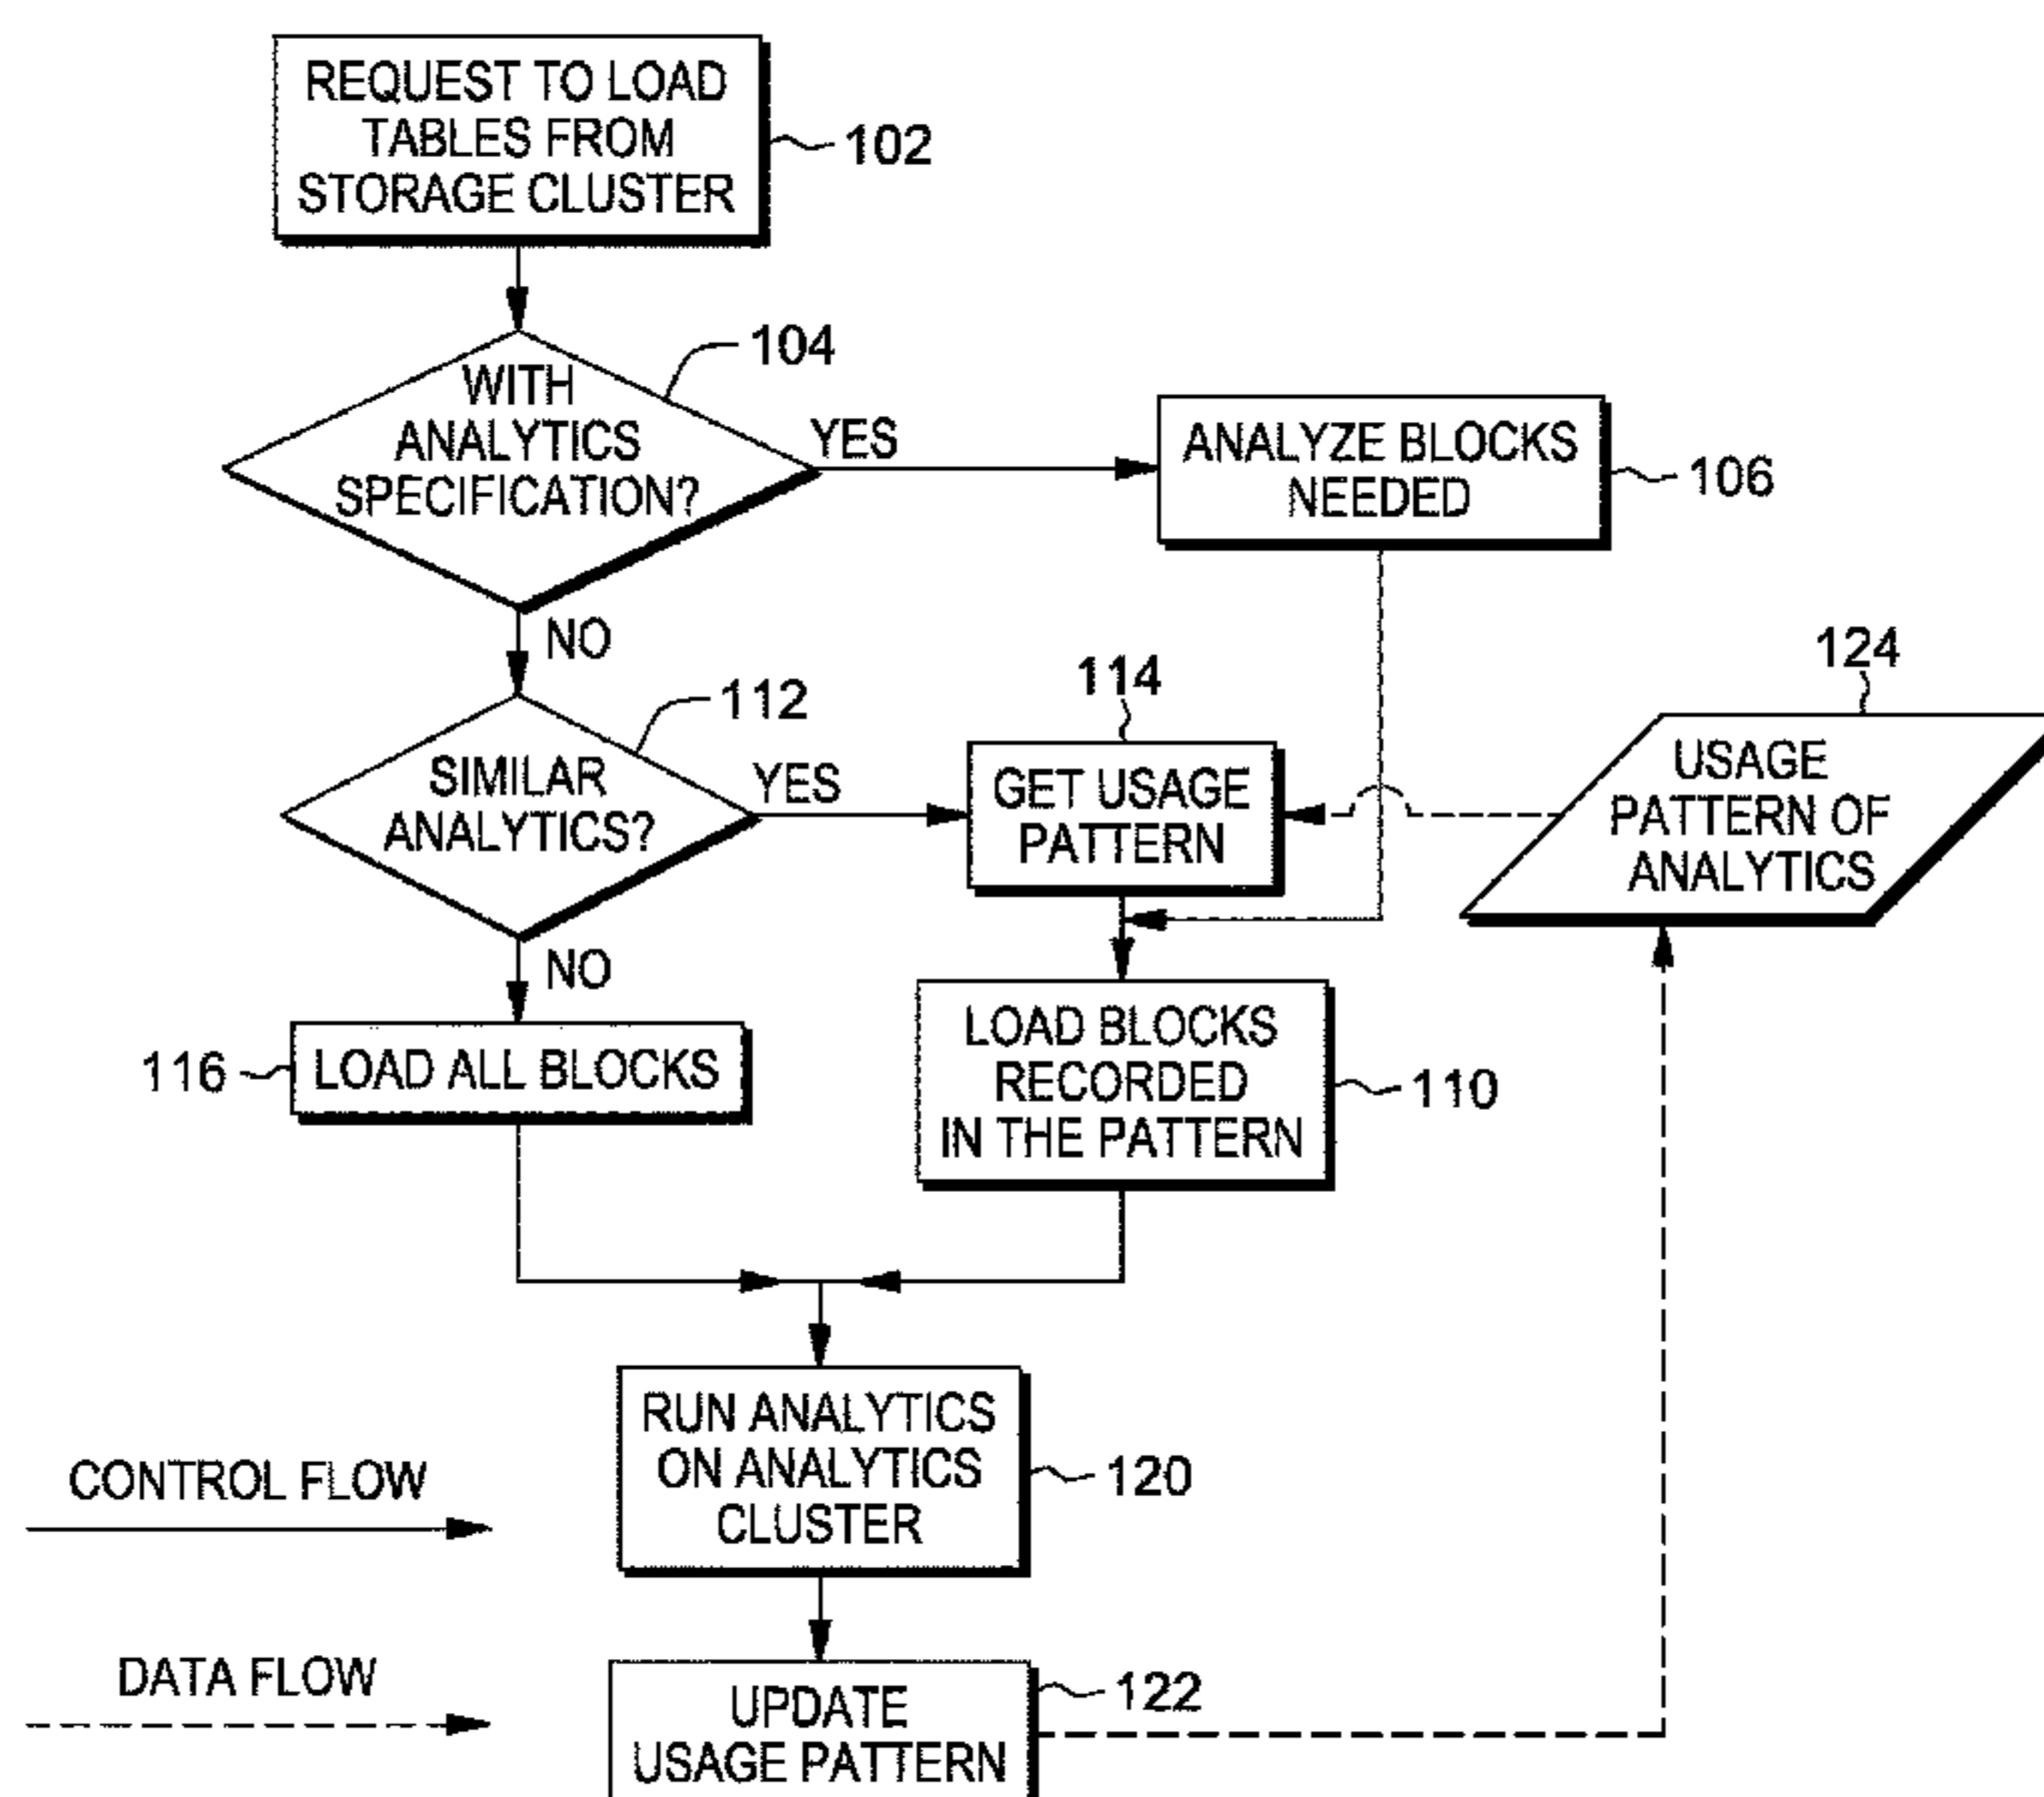 REQUEST TO LOAD
TABLES FROM
STORAGE CLUSTER
102
WITH
ANALYTICS
SPECIFICATION?
104
YES
ANALYZE BLOCKS
NEEDED
106
NO
SIMILAR
ANALYTICS?
112
YES
114
GET USAGE
PATTERN
124
USAGE
PATTERN OF
ANALYTICS
NO
116
LOAD ALL BLOCKS
LOAD BLOCKS
RECORDED
IN THE PATTERN
110
RUN ANALYTICS
ON ANALYTICS
CLUSTER
120
CONTROL FLOW
DATA FLOW
UPDATE
USAGE PATTERN
122